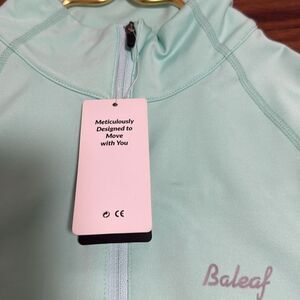 Meticulously
Designed to
Move
with You
CE
Baleaf